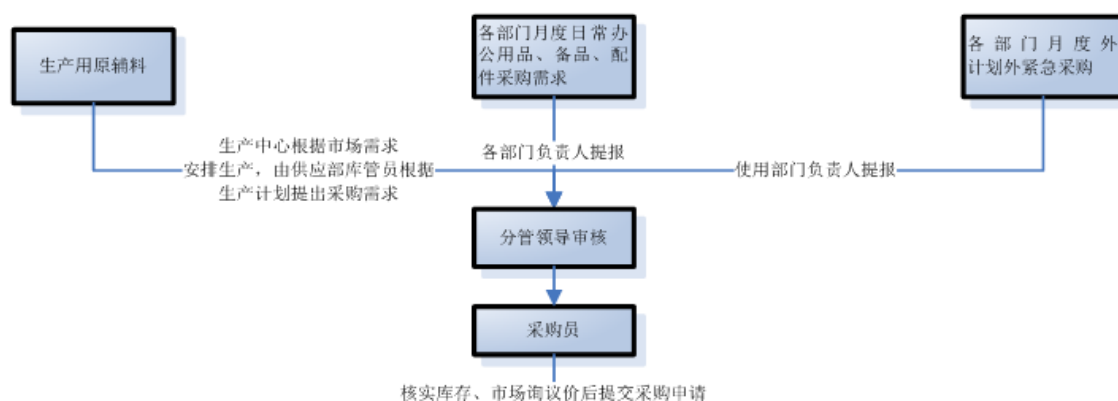 生产用原辅料
各部门月度日常办
公用品、备品、配
件采购需求
各部门月度外
计划外紧急采购
生产中心根据市场需求
安排生产，由供应部库管员根据
生产计划提出采购需求
各部门负责人提报
使用部门负责人提报
分管领导审核
采购员
核实库存、市场询议价后提交采购申请